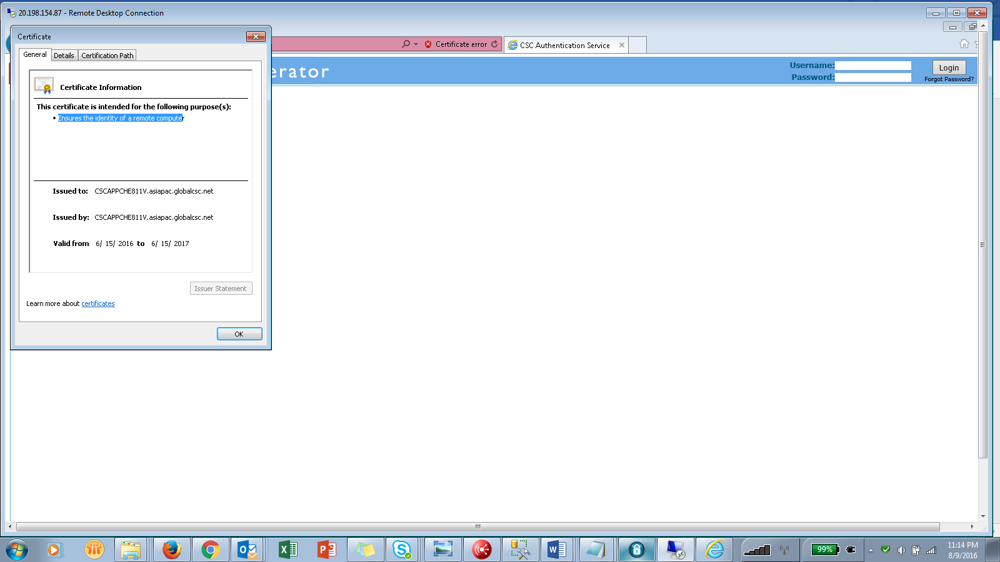 20.198.154.87 - Remote Desktop Connection
Certificate
Certificate error
CSC Authentication Service
General
Details
Certification Path
erator
Username:
Password:
Login
Forgot Password?
Certificate Information
This certificate is intended for the following purpose(s):
• Ensures the identity of a remote computer
Issued to: CSCAPPCHE811V.asiapac.globalcsc.net
Issued by: CSCAPPCHE811V.asiapac.globalcsc.net
Valid from 6/ 15/ 2016 to 6/ 15/ 2017
Issuer Statement
Learn more about certificates
OK
99%
11:14 PM
8/9/2016